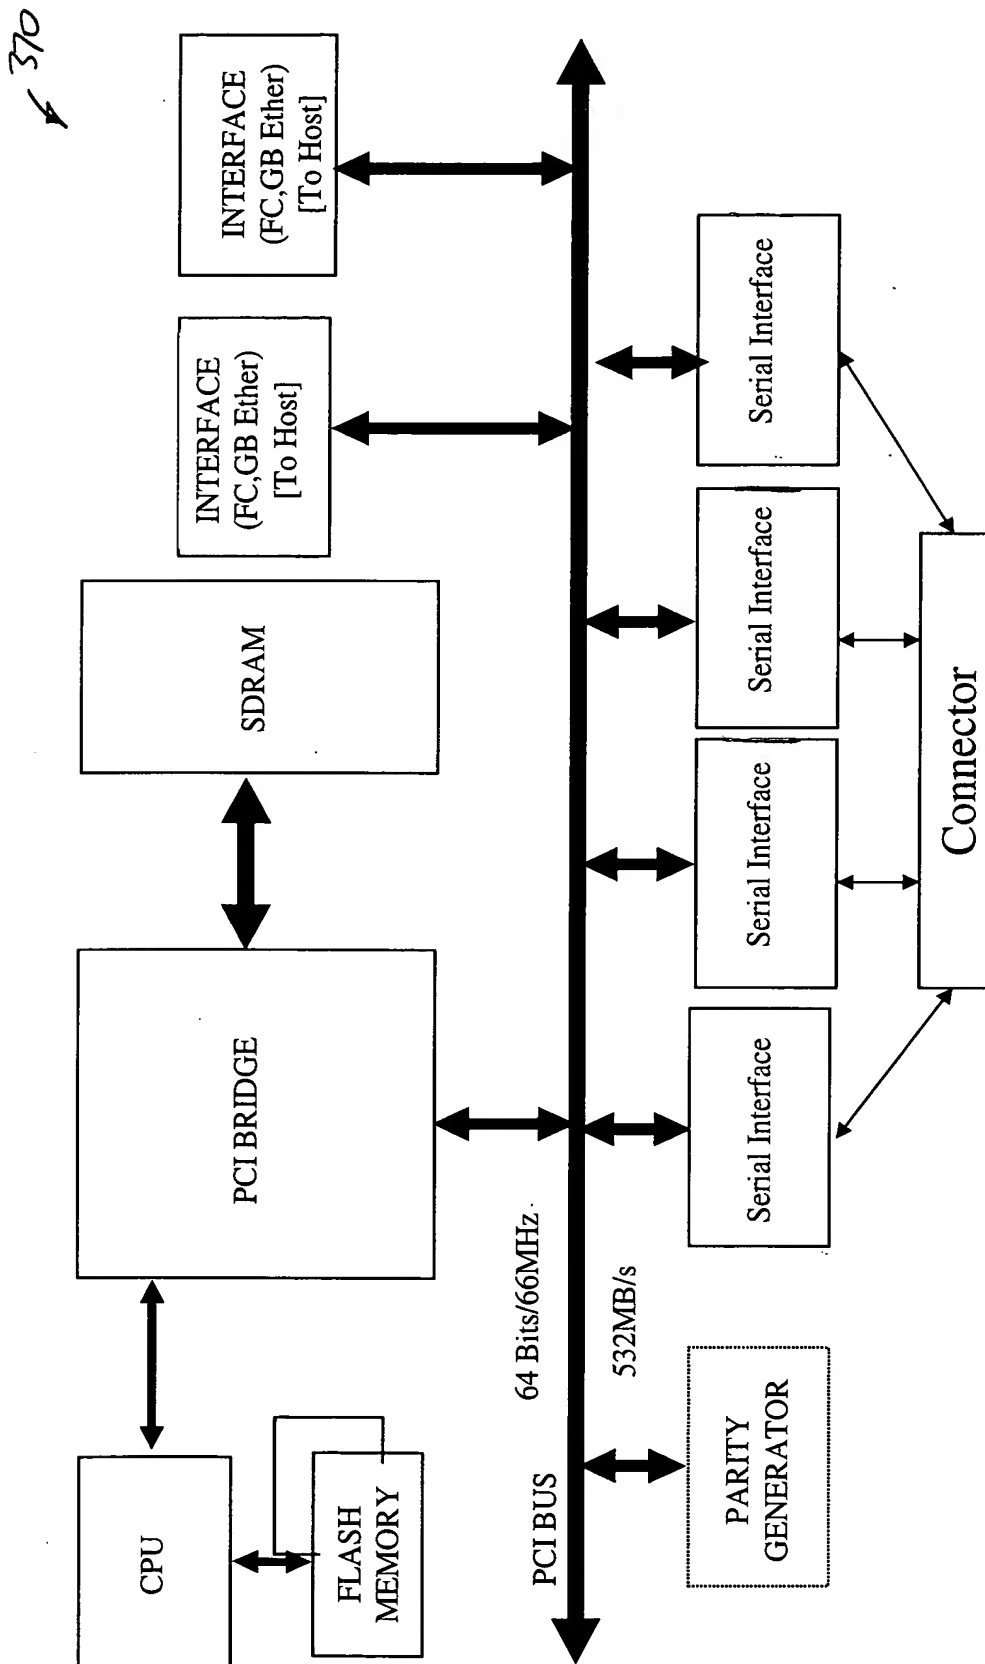 370
CPU
FLASH
MEMORY
PCI BRIDGE
SDRAM
INTERFACE
(FC,GB Ether)
[To Host]
INTERFACE
(FC,GB Ether)
[To Host]
PCI BUS
64 Bits/66MHz
532MB/s
PARITY
GENERATOR
Serial Interface
Serial Interface
Serial Interface
Serial Interface
Connector